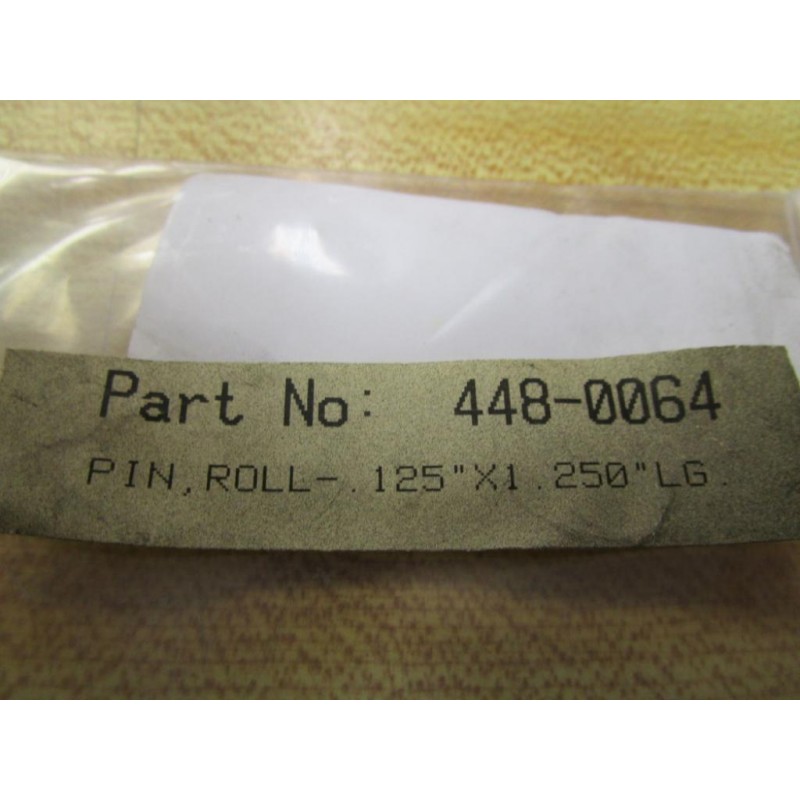 Part No: 448-0064
PIN,ROLL-.125"X1.250"LG.